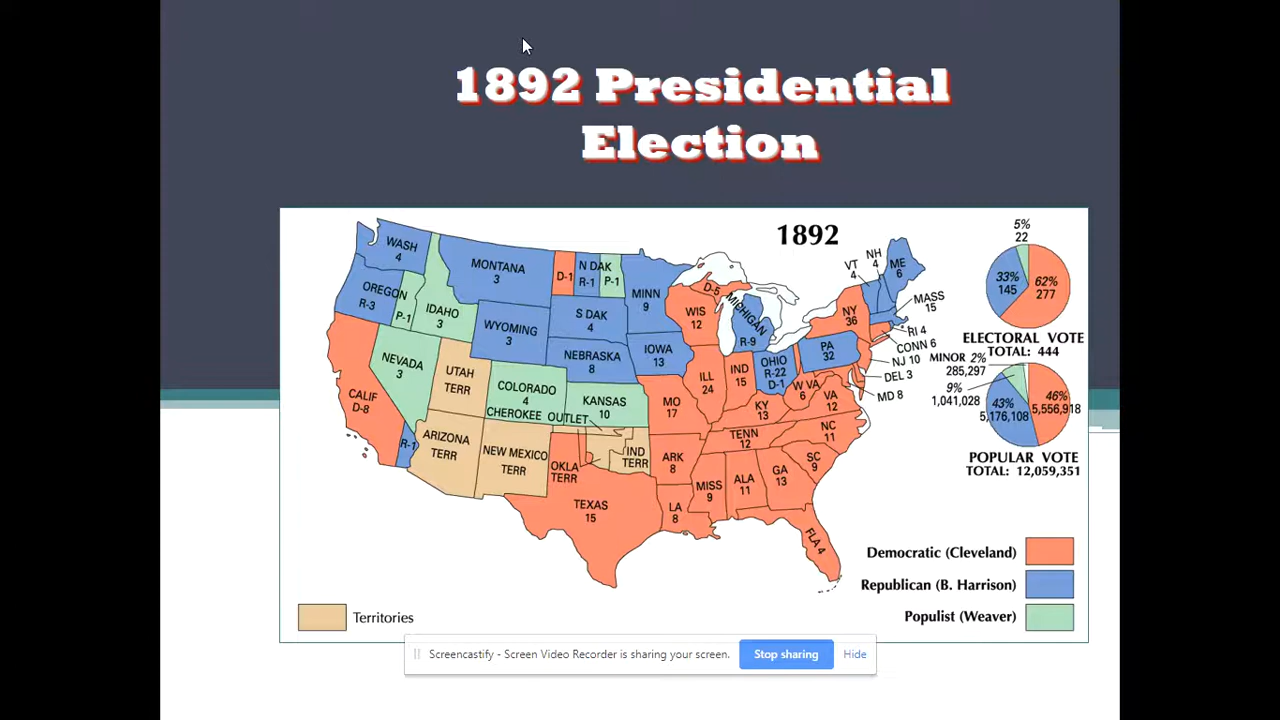 1892 Presidential
Election
1892
WASH
4
OREGON
R-3
P-1
CALIF
D-8
R-1
NEVADA
3
IDAHO
3
MONTANA
3
WYOMING
3
UTAH
TERR
COLORADO
4
ARIZONA
TERR
NEW MEXICO
TERR
D-1
N DAK
R-1
P-1
S DAK
4
NEBRASKA
8
KANSAS
10
CHEROKEE OUTLET
OKLA
TERR
IND
TERR
TEXAS
15
MINN
9
IOWA
13
MO
17
ARK
8
LA
8
WIS
12
ILL
24
D-5
MICHIGAN
R-9
IND
15
OHIO
R-22
D-1
KY
13
TENN
12
MISS
9
ALA
11
GA
13
FLA 4
SC
9
NC
11
VA
12
W VA
6
PA
32
NY
36
VT
4
NH
4
ME
6
MASS
15
RI 4
CONN 6
NJ 10
DEL 3
MD 8
5%
22
33%
145
62%
277
ELECTORAL VOTE
TOTAL: 444
MINOR 2%
285,297
9%
1,041,028
43%
5,176,108
46%
5,556,918
POPULAR VOTE
TOTAL: 12,059,351
Democratic (Cleveland)
Republican (B. Harrison)
Populist (Weaver)
Territories
Screencastify - Screen Video Recorder is sharing your screen.
Stop sharing
Hide